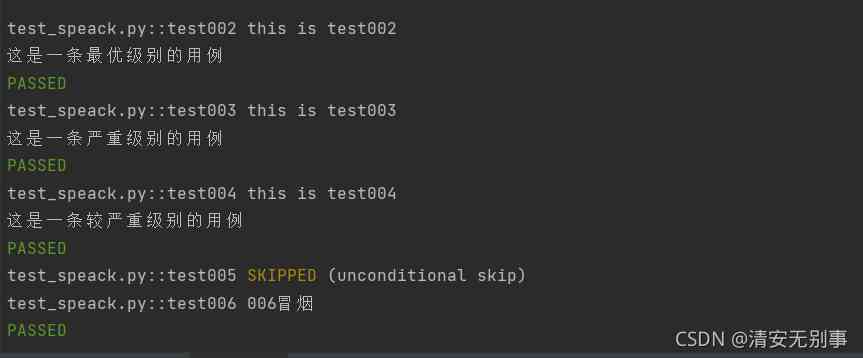 test_speack.py::test002 this is test002
这是一条最优级别的用例
PASSED
test_speack.py::test003 this is test003
这是一条严重级别的用例
PASSED
test_speack.py::test004 this is test004
这是一条较严重级别的用例
PASSED
test_speack.py::test005 SKIPPED (unconditional skip)
test_speack.py::test006 006冒烟
PASSED
CSDN @清安无别事